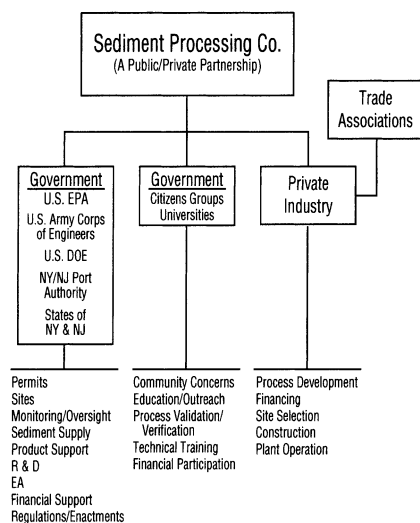 Sediment Processing Co.
(A Public/Private Partnership)
Trade
Associations
Government
U.S. EPA
U.S. Army Corps
of Engineers
U.S. DOE
NY/NJ Port
Authority
States of
NY & NJ
Government
Citizens Groups
Universities
Private
Industry
Permits
Sites
Monitoring/Oversight
Sediment Supply
Product Support
R & D
EA
Financial Support
Regulations/Enactments
Community Concerns
Education/Outreach
Process Validation/
Verification
Technical Training
Financial Participation
Process Development
Financing
Site Selection
Construction
Plant Operation